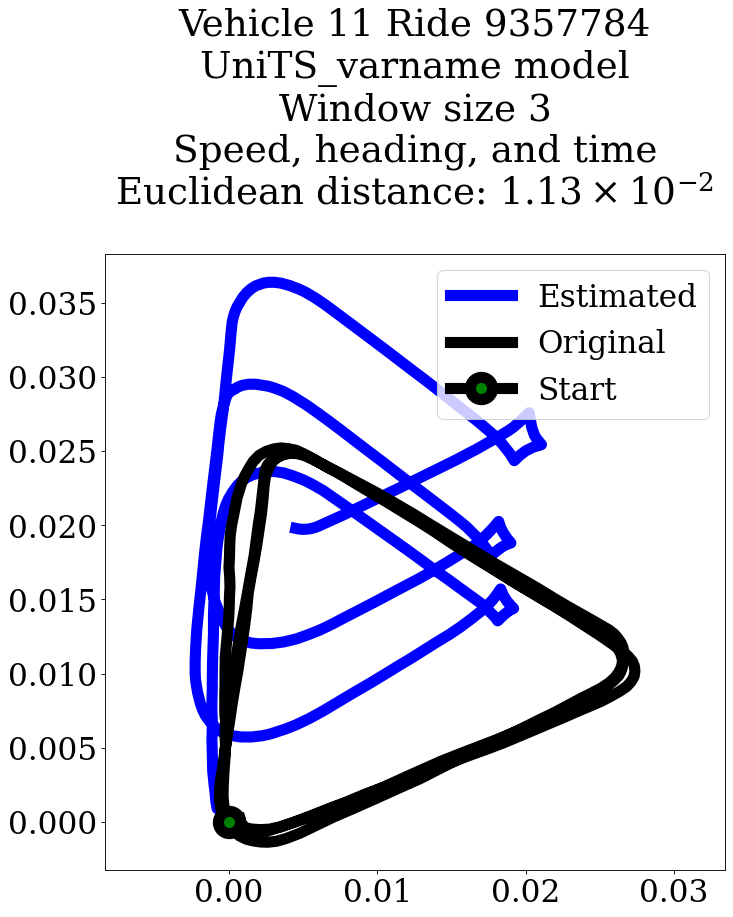 Vehicle 11 Ride 9357784
UniTS_varname model
Window size 3
Speed, heading, and time
Euclidean distance: 1.13 × 10⁻²
Estimated
Original
Start
0.035
0.030
0.025
0.020
0.015
0.010
0.005
0.000
0.00 0.01 0.02 0.03